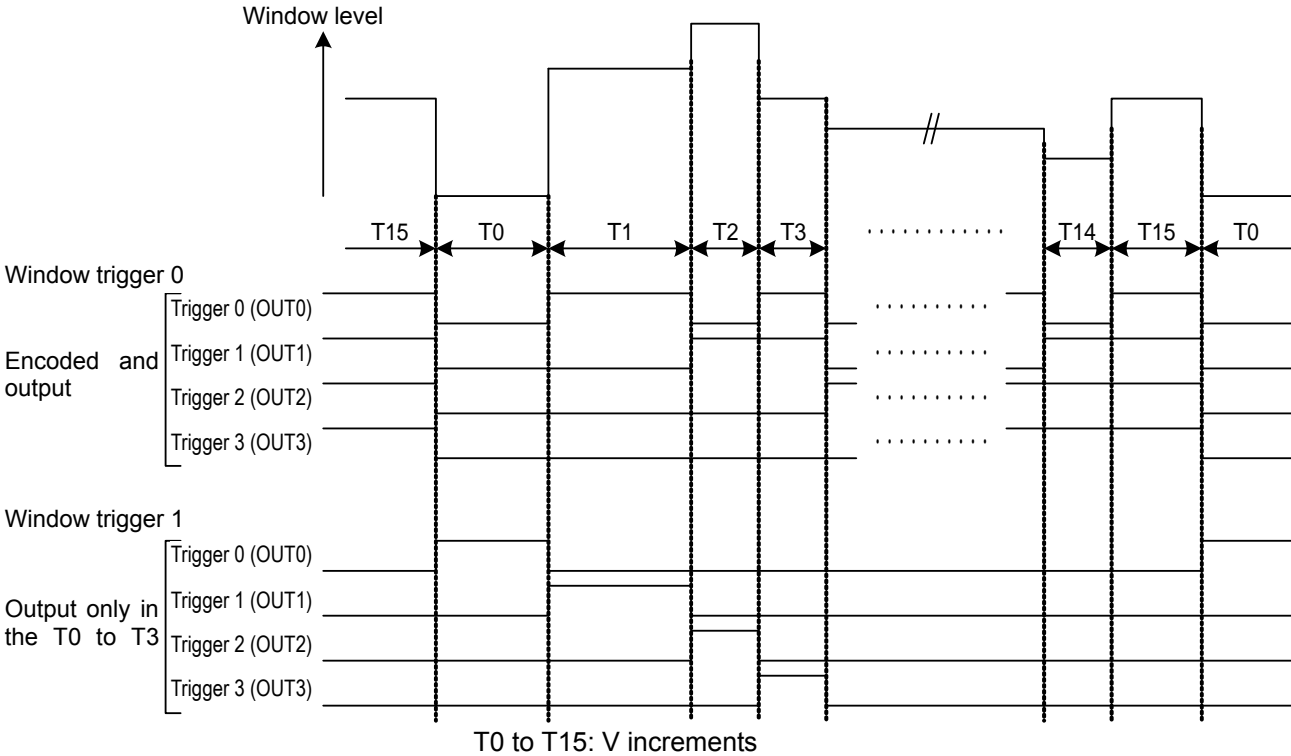 Window level
T15 T0 T1 T2 T3 ............ T14 T15 T0
Window trigger 0
Trigger 0 (OUT0) ..........
Trigger 1 (OUT1) ..........
Encoded and
output
Trigger 2 (OUT2) ..........
Trigger 3 (OUT3) ..........
Window trigger 1
Trigger 0 (OUT0)
Trigger 1 (OUT1)
Output only in
the T0 to T3
Trigger 2 (OUT2)
Trigger 3 (OUT3)
T0 to T15: V increments